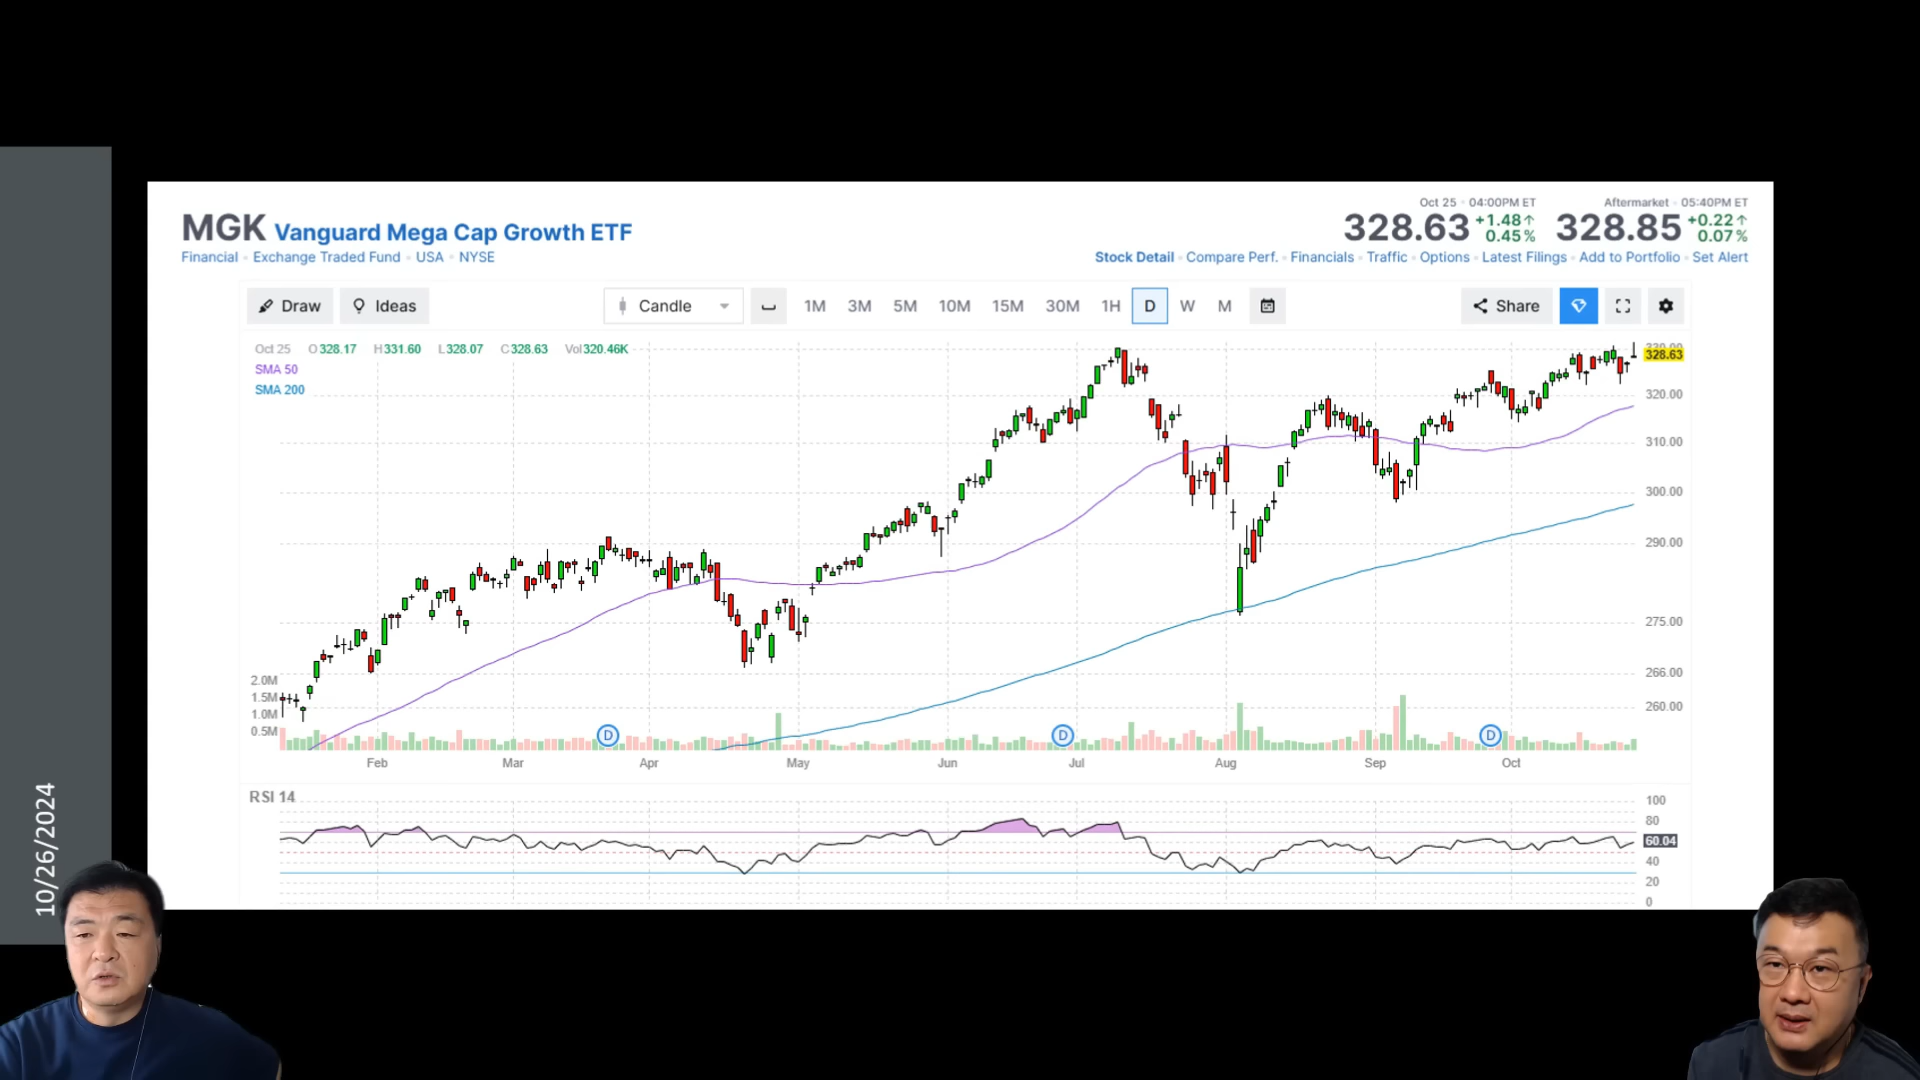 MGK Vanguard Mega Cap Growth ETF
Financial • Exchange Traded Fund • USA • NYSE
Oct 25 • 04:00PM ET
328.63 +1.48↑ 0.45%
Aftermarket • 05:40PM ET
328.85 +0.22↑ 0.07%
Stock Detail • Compare Perf. • Financials • Traffic • Options • Latest Filings • Add to Portfolio • Set Alert
Draw Ideas Candle 1M 3M 5M 10M 15M 30M 1H D W M Share
Oct 25 O328.17 H331.60 L328.07 C328.63 Vol320.46K
SMA 50
SMA 200
328.63
320.00
310.00
300.00
290.00
275.00
266.00
260.00
2.0M
1.5M
1.0M
0.5M
D D D
Feb Mar Apr May Jun Jul Aug Sep Oct
RSI 14
100
80
60.04
40
20
0
10/26/2024